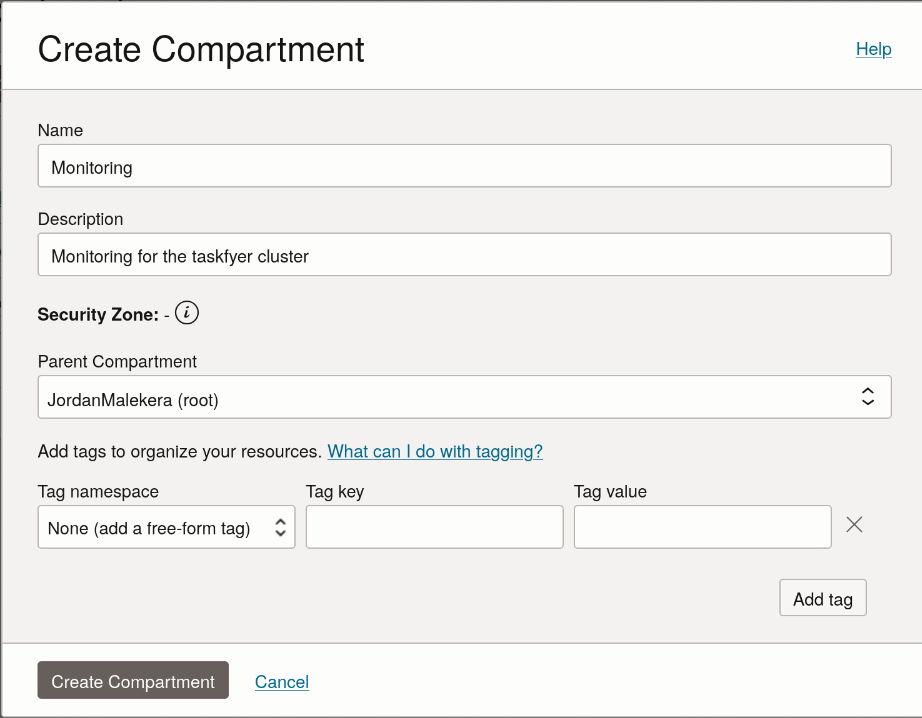 Create Compartment
Help
Name
Monitoring
Description
Monitoring for the taskfyer cluster
Security Zone: - i
Parent Compartment
JordanMalekera (root)
Add tags to organize your resources. What can I do with tagging?
Tag namespace Tag key Tag value
None (add a free-form tag)
Add tag
Create Compartment Cancel